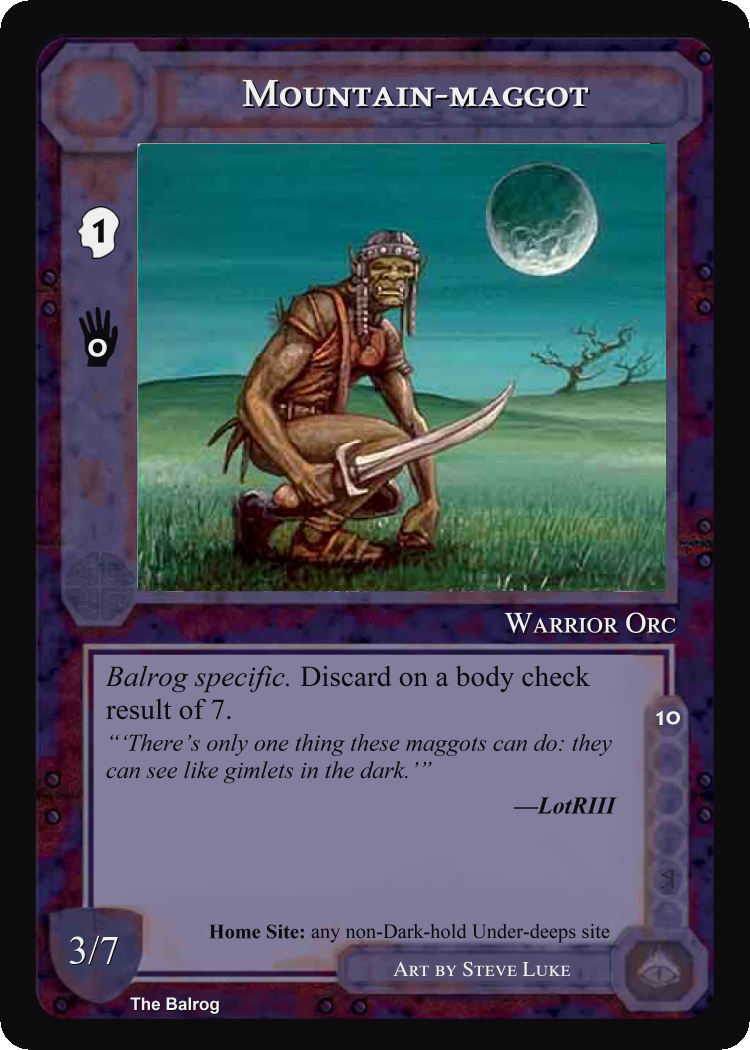 Mountain-maggot
1
0
Warrior Orc
Balrog specific. Discard on a body check
result of 7.
“‘There’s only one thing these maggots can do: they
can see like gimlets in the dark.’”
—LotRIII
10
Home Site: any non-Dark-hold Under-deeps site
3/7
Art by Steve Luke
The Balrog